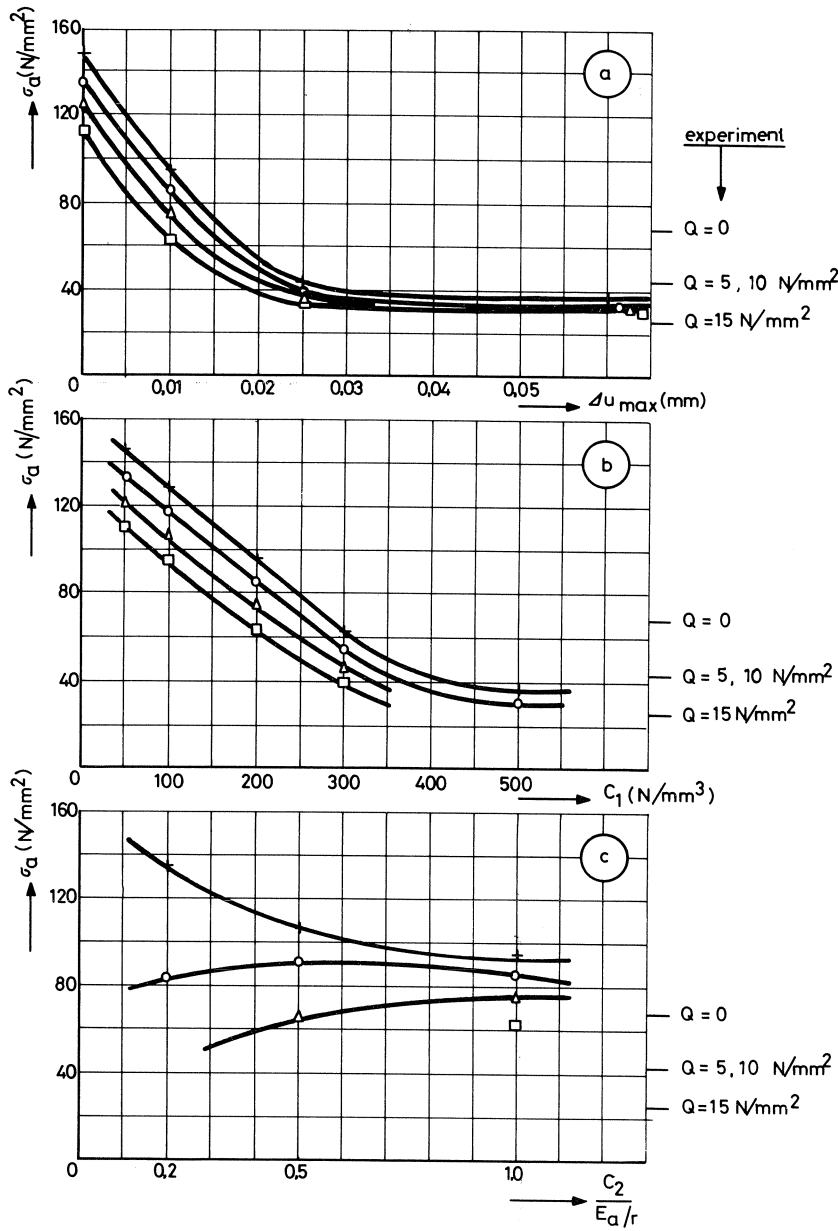 160
σa (N/mm²)
a
120
experiment
80
Q = 0
40
Q = 5, 10 N/mm²
Q = 15 N/mm²
0
0,01
0,02
0,03
0,04
0,05
Δu max (mm)
160
σa (N/mm²)
b
120
80
Q = 0
40
Q = 5, 10 N/mm²
Q = 15 N/mm²
0
100
200
300
400
500
C1 (N/mm³)
160
σa (N/mm²)
c
120
80
Q = 0
40
Q = 5, 10 N/mm²
Q = 15 N/mm²
0
0,2
0,5
1.0
C2
Ea/r